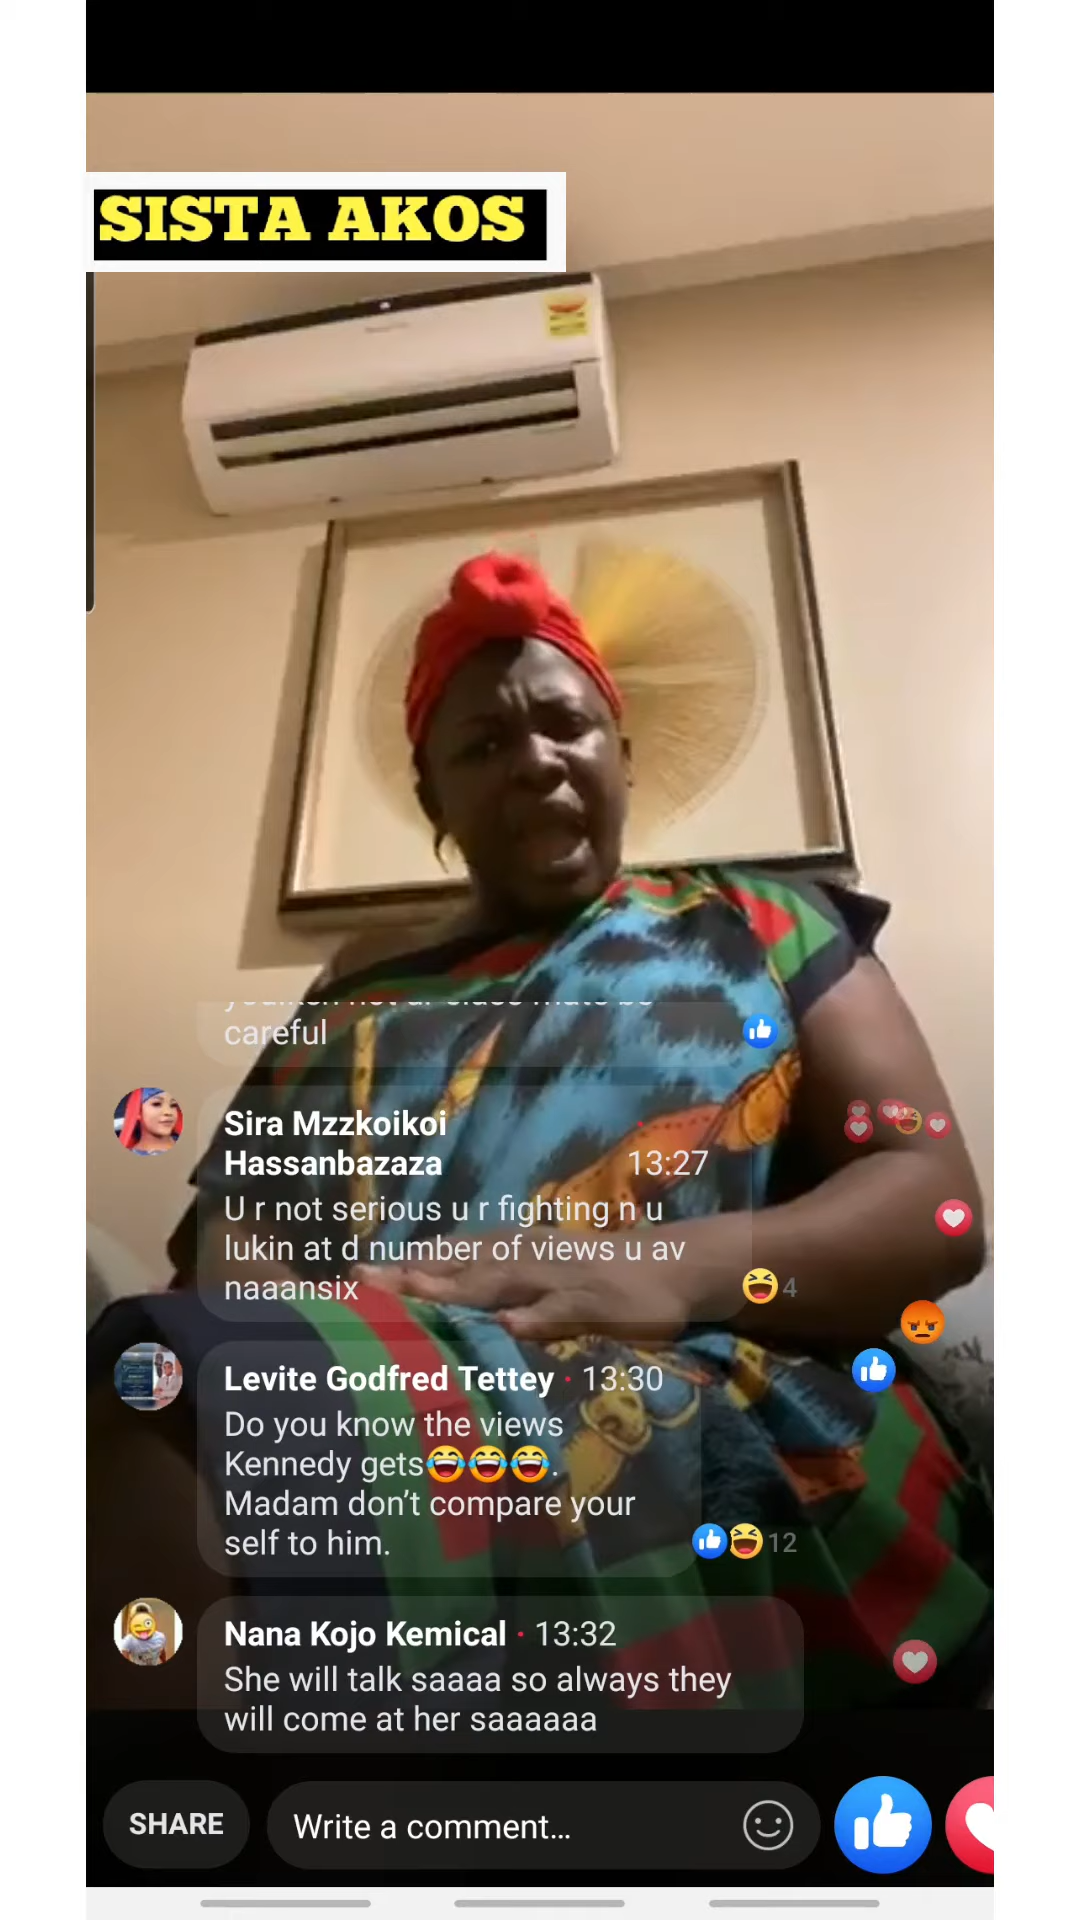 SISTA AKOS
careful
Sira Mzzkoikoi
Hassanbazaza 13:27
U r not serious u r fighting n u
lukin at d number of views u av
naaansix
4
Levite Godfred Tettey · 13:30
Do you know the views
Kennedy gets😂😂😂.
Madam don't compare your
self to him.
12
Nana Kojo Kemical · 13:32
She will talk saaaa so always they
will come at her saaaaaa
SHARE
Write a comment...